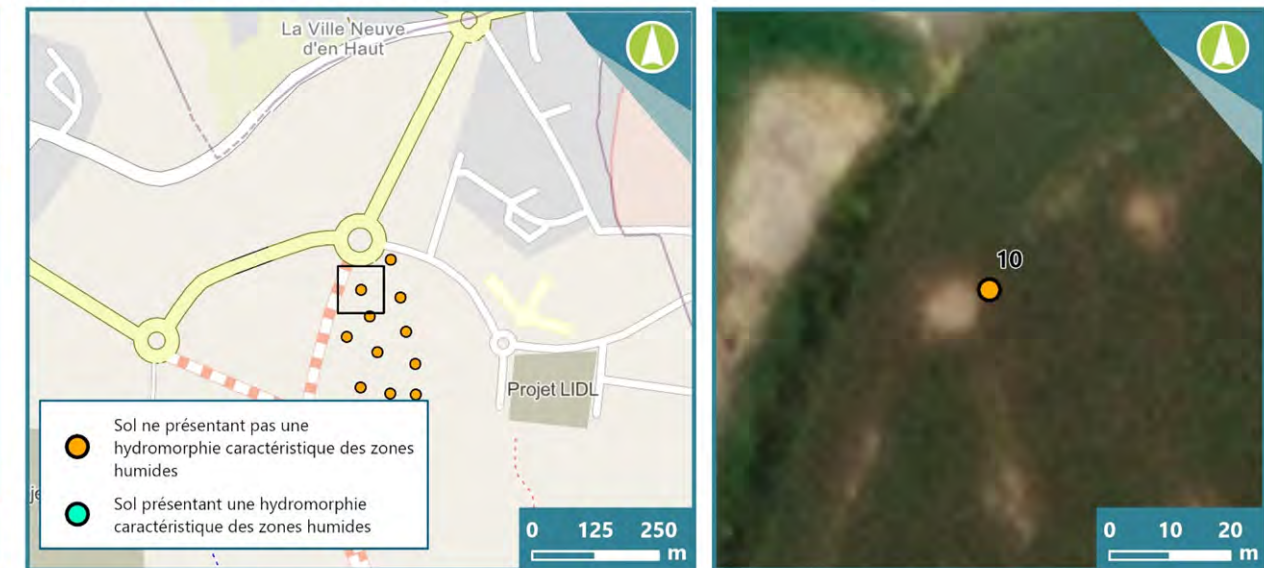 La Ville Neuve
d'en Haut
Projet LIDL
Sol ne présentant pas une
hydromorphie caractéristique des zones
humides
Sol présentant une hydromorphie
caractéristique des zones humides
je
0 125 250
m
10
0 10 20
m